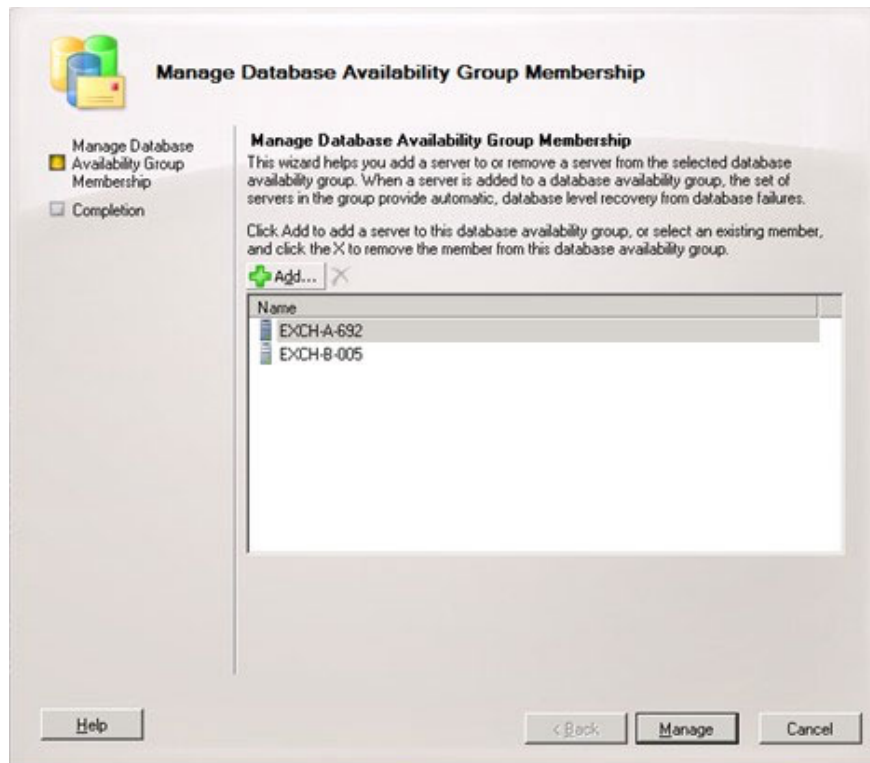 Manage Database Availability Group Membership
Manage Database
Availability Group
Membership
Completion
Manage Database Availability Group Membership
This wizard helps you add a server to or remove a server from the selected database
availability group. When a server is added to a database availability group, the set of
servers in the group provide automatic, database level recovery from database failures.
Click Add to add a server to this database availability group, or select an existing member,
and click the X to remove the member from this database availability group.
Add...
Name
EXCH-A-692
EXCH-B-005
Help
< Back
Manage
Cancel